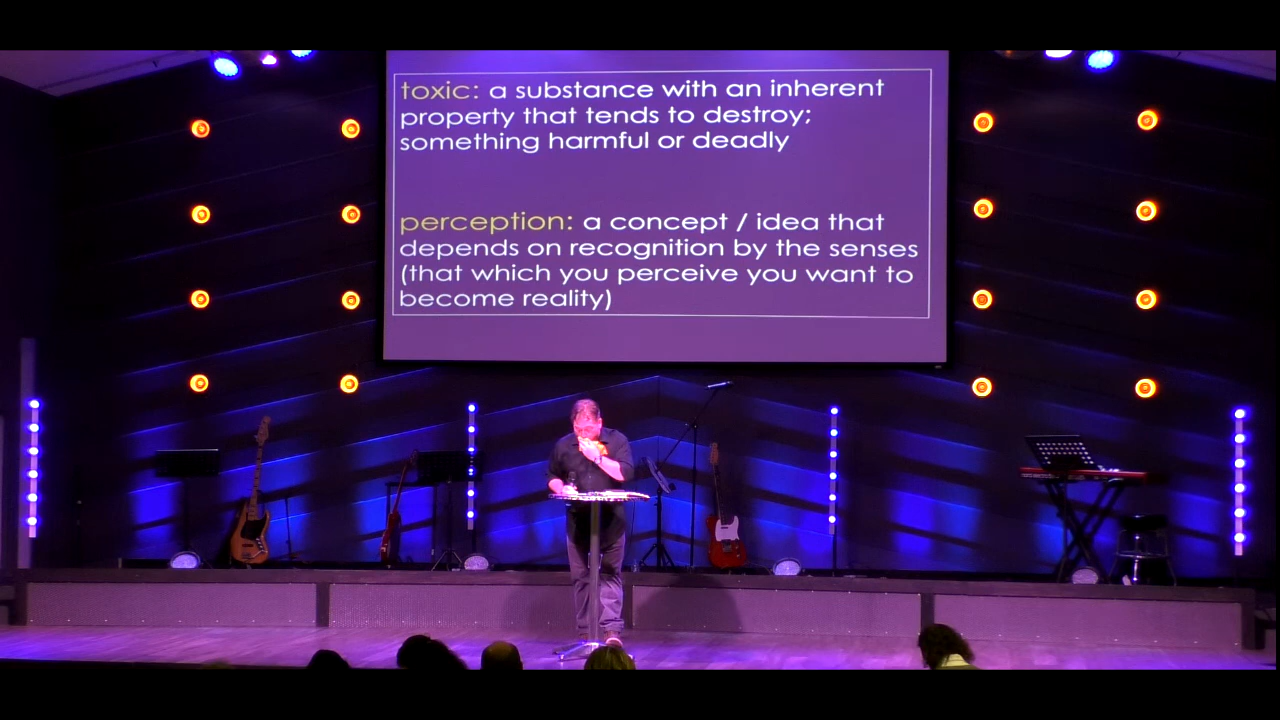 toxic: a substance with an inherent
property that tends to destroy;
something harmful or deadly
perception: a concept / idea that
depends on recognition by the senses
(that which you perceive you want to
become reality)